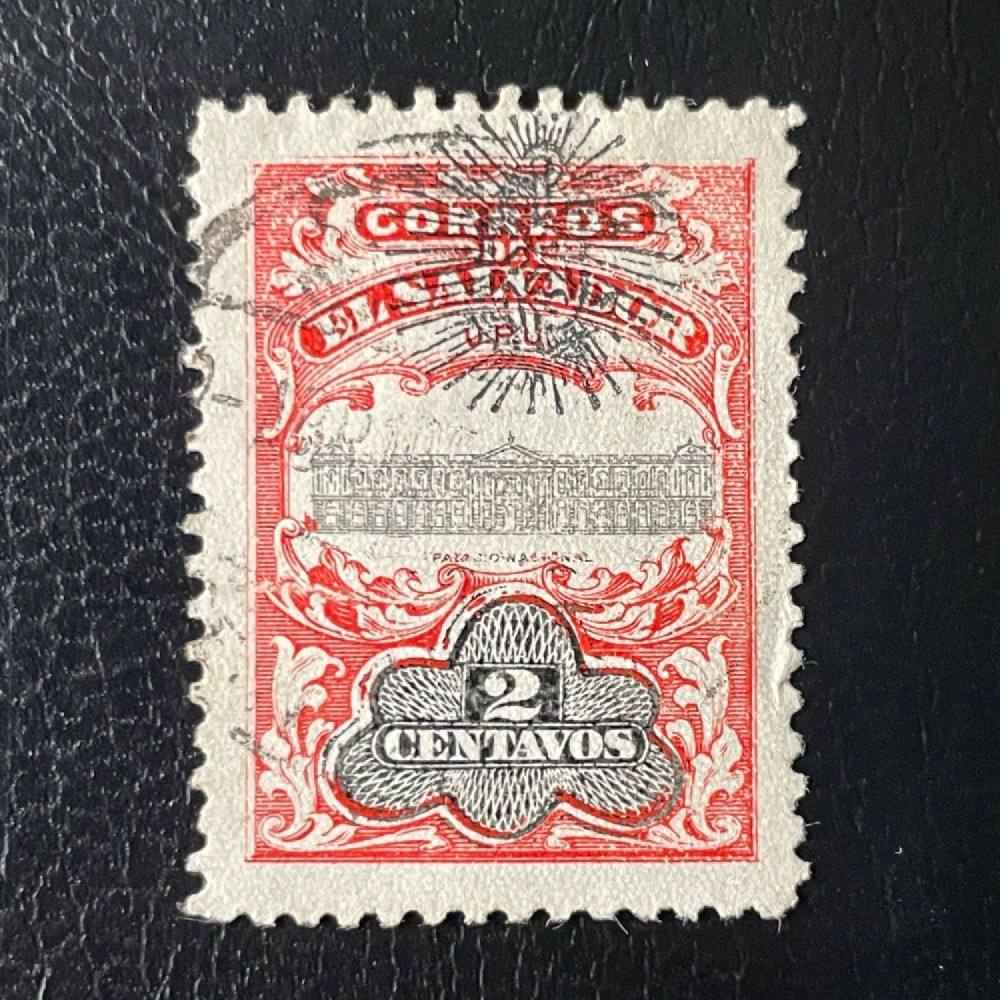 CORREOS
DE
EL SALVADOR
U.P.U.
PALACIO NACIONAL
2
CENTAVOS